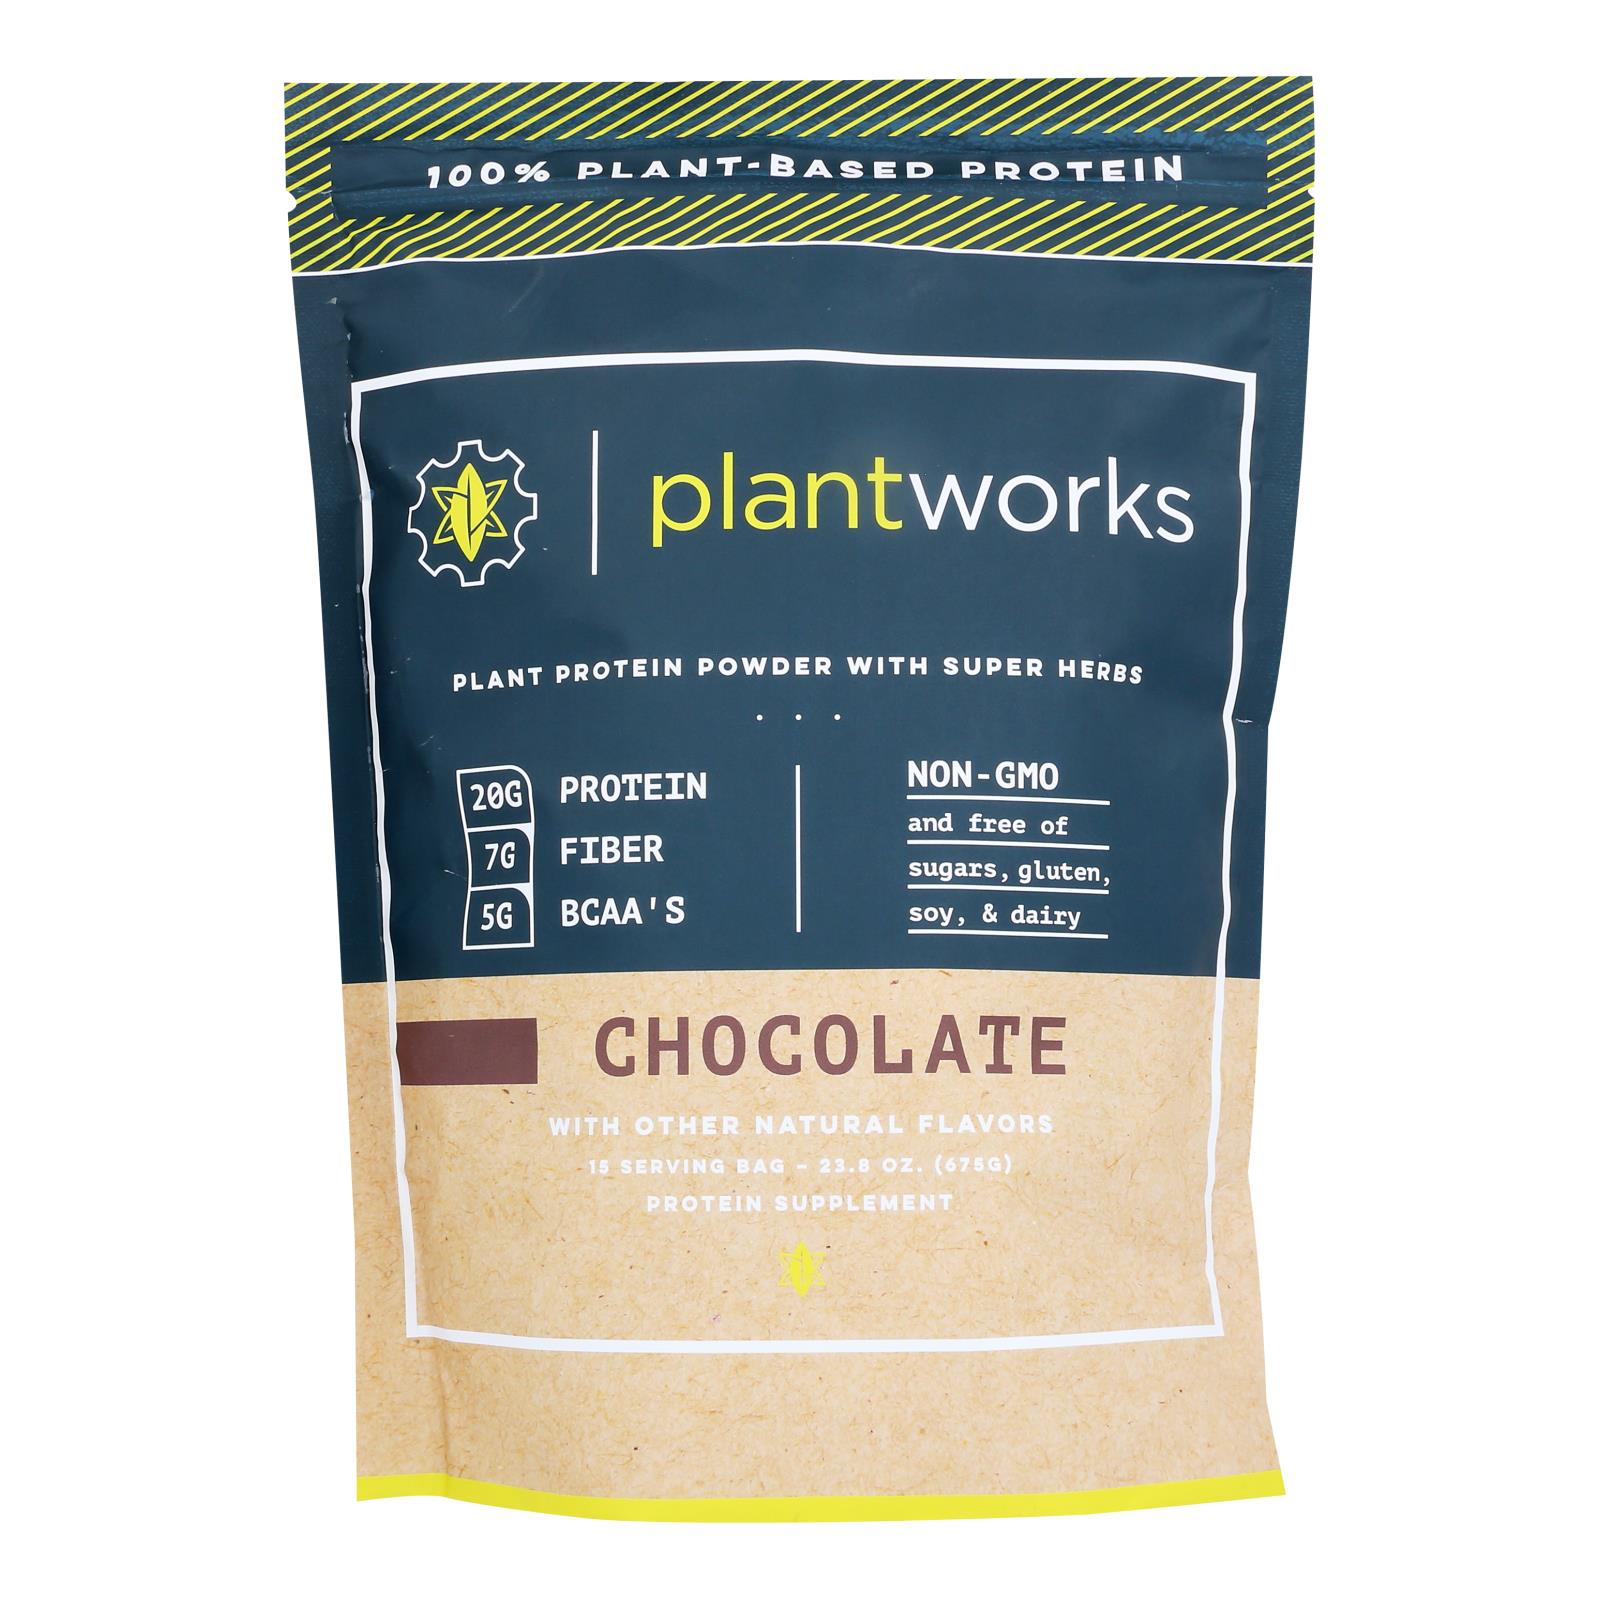 100% PLANT-BASED PROTEIN
plantworks
PLANT PROTEIN POWDER WITH SUPER HERBS
20G PROTEIN
7G FIBER
5G BCAA'S
NON-GMO
and free of
sugars, gluten,
soy, & dairy
CHOCOLATE
WITH OTHER NATURAL FLAVORS
15 SERVING BAG - 23.8 OZ. (675G)
PROTEIN SUPPLEMENT